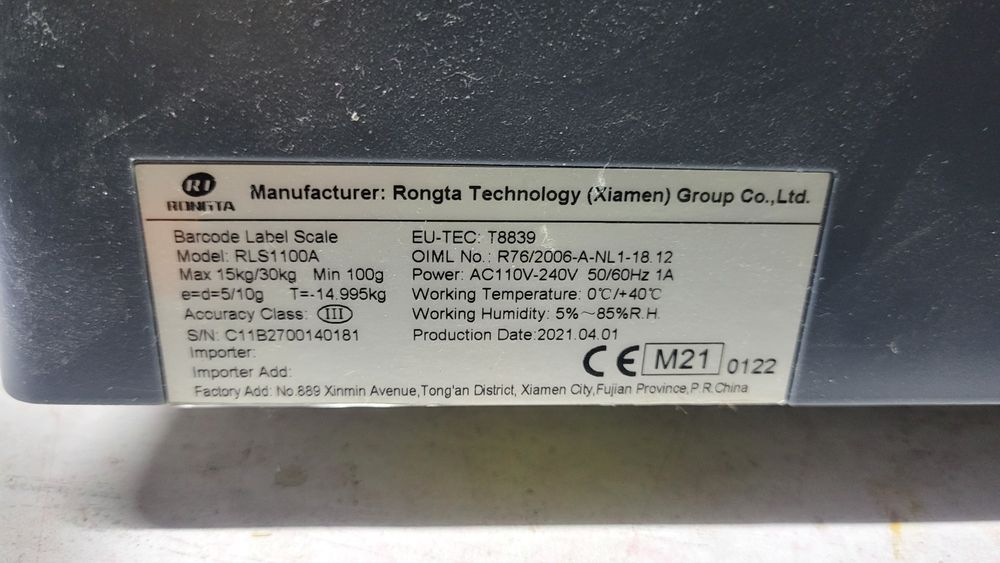 RT
RONGTA
Manufacturer: Rongta Technology (Xiamen) Group Co.,Ltd.
Barcode Label Scale
Model: RLS1100A
Max 15kg/30kg Min 100g
e=d=5/10g T=-14.995kg
Accuracy Class: III
S/N: C11B2700140181
Importer:
Importer Add:
EU-TEC: T8839
OIML No.: R76/2006-A-NL1-18.12
Power: AC110V-240V 50/60Hz 1A
Working Temperature: 0℃/+40℃
Working Humidity: 5%~85%R.H.
Production Date:2021.04.01
CE M21 0122
Factory Add: No.889 Xinmin Avenue,Tong'an District, Xiamen City,Fujian Province,P.R.China